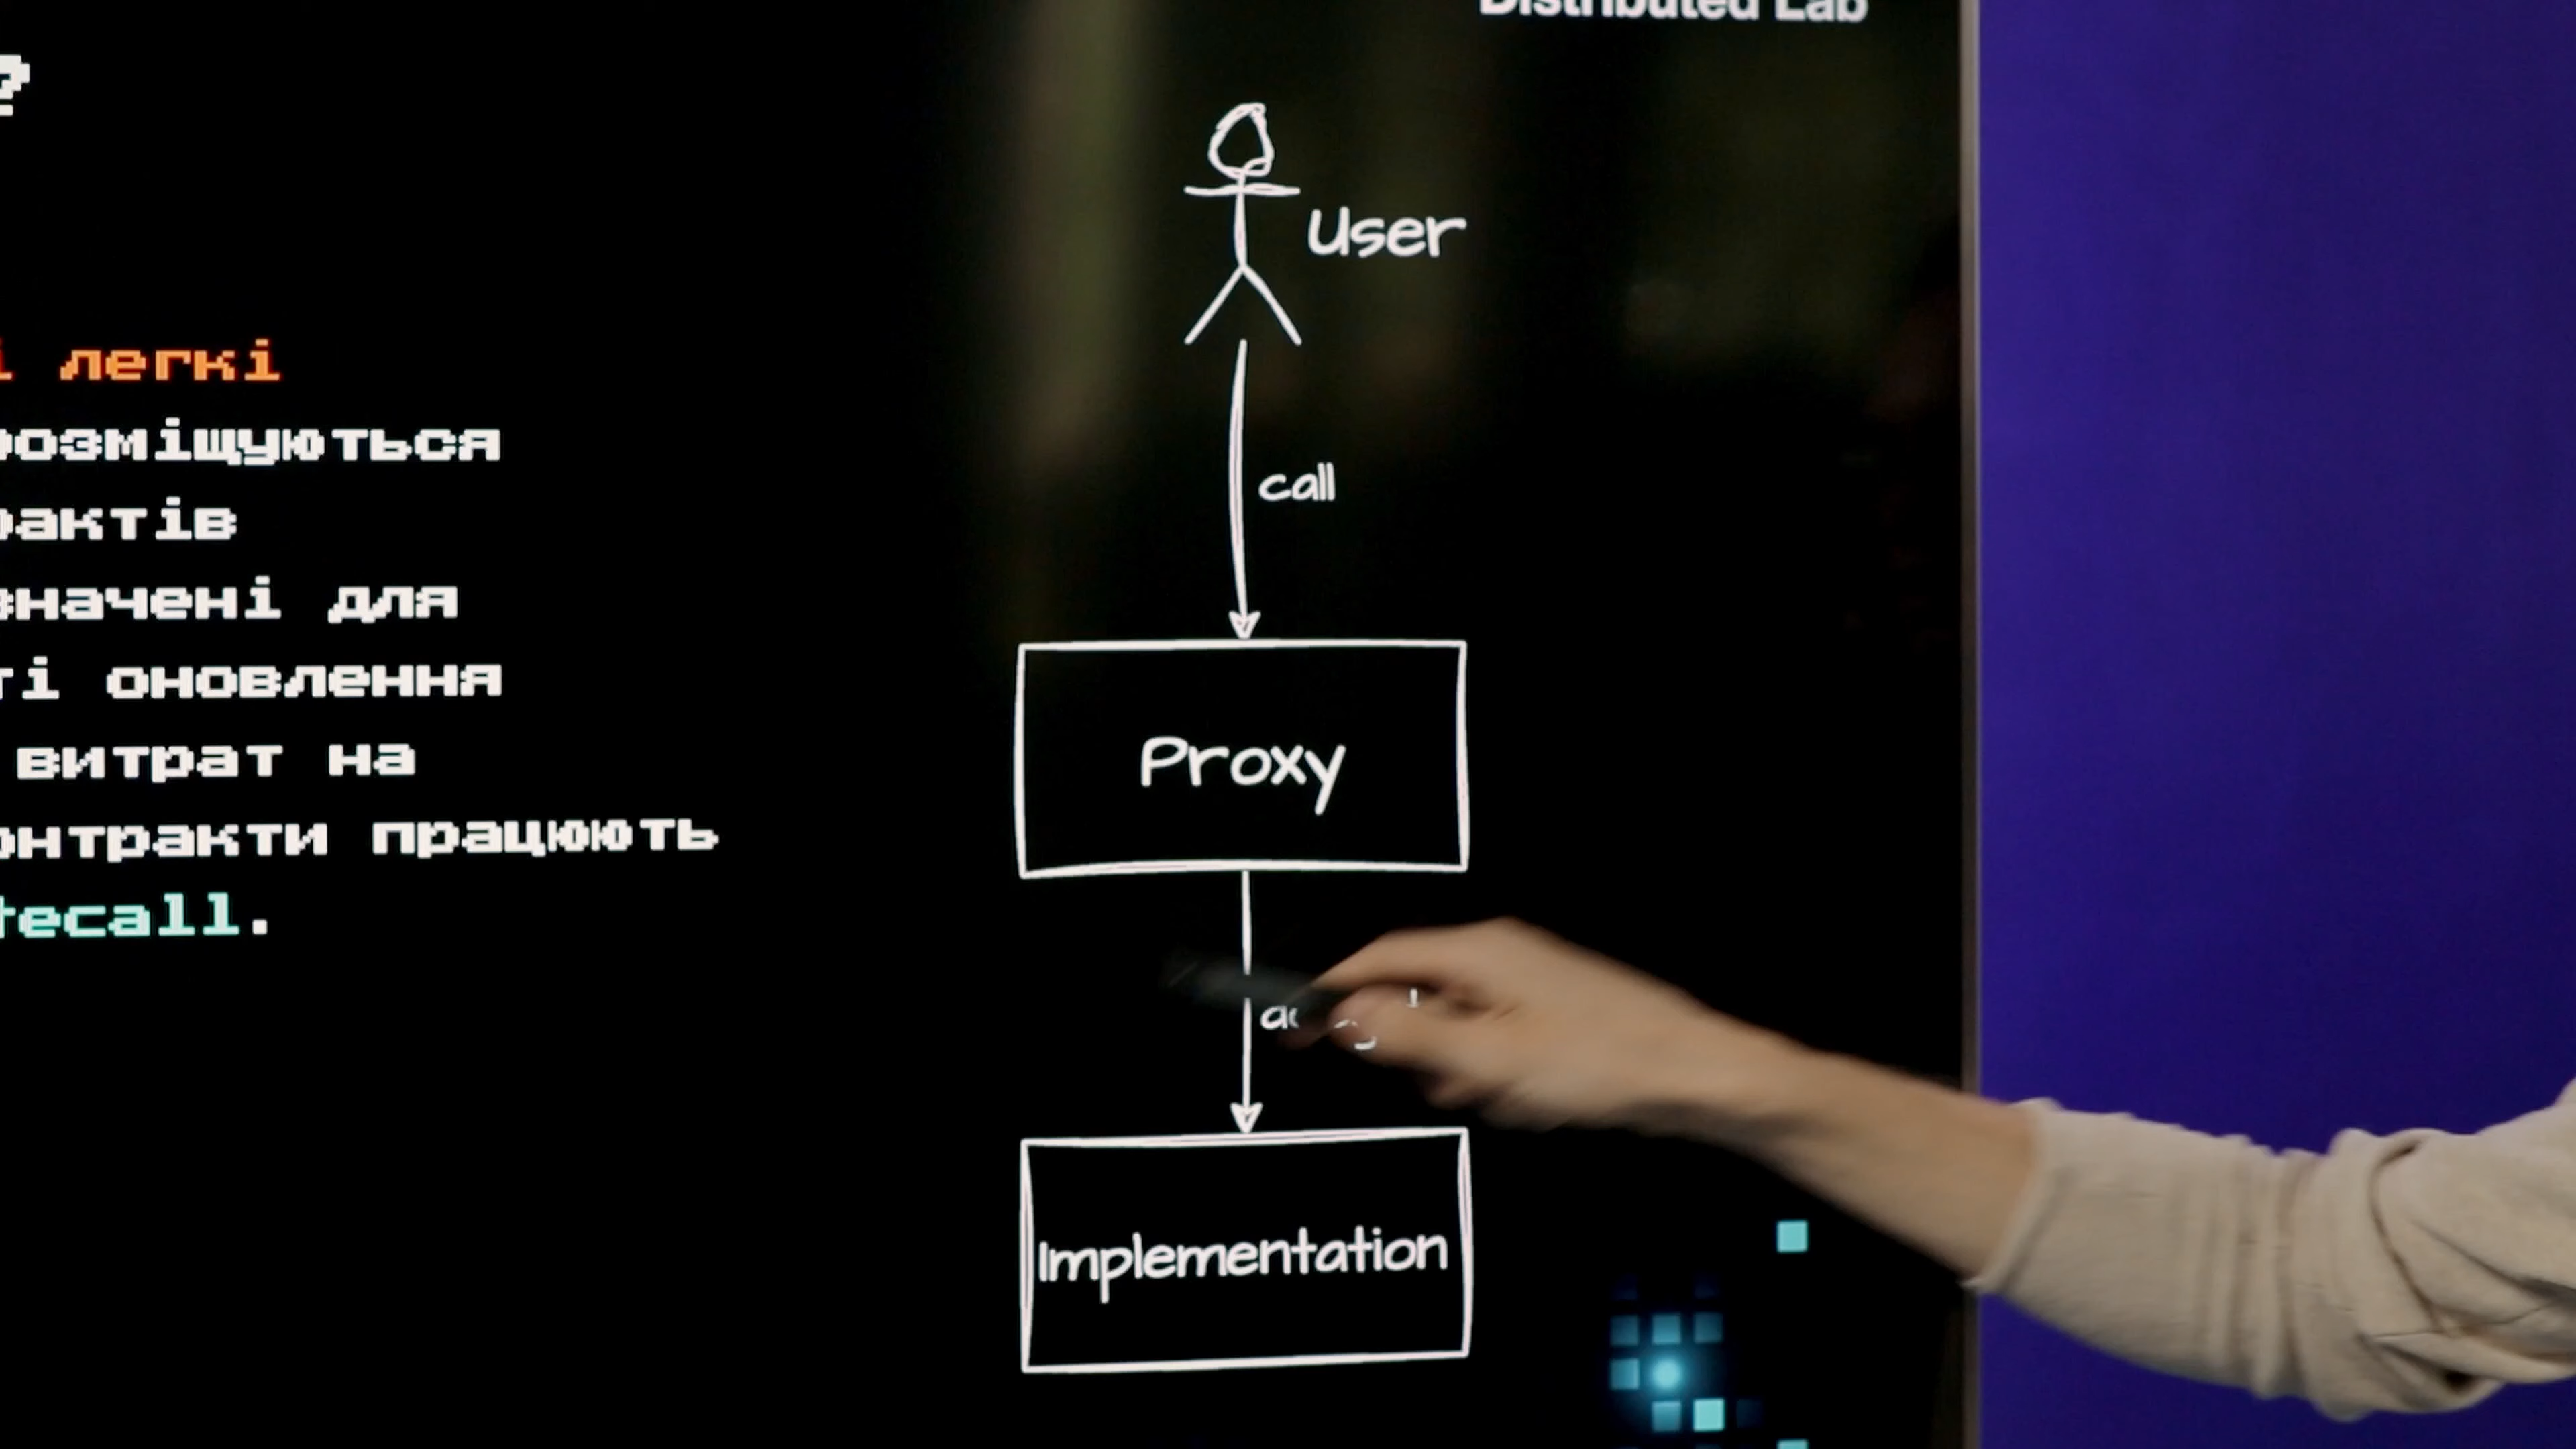 Distributed Lab
?
і легкі
розміщуються
рактів
значені для
ті оновлення
витрат на
онтракти працюють
tecall.
User
call
Proxy
Implementation